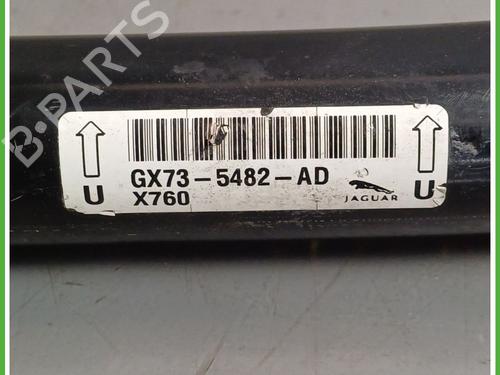 B-PARTS
U
GX73-5482-AD
X760
JAGUAR
U